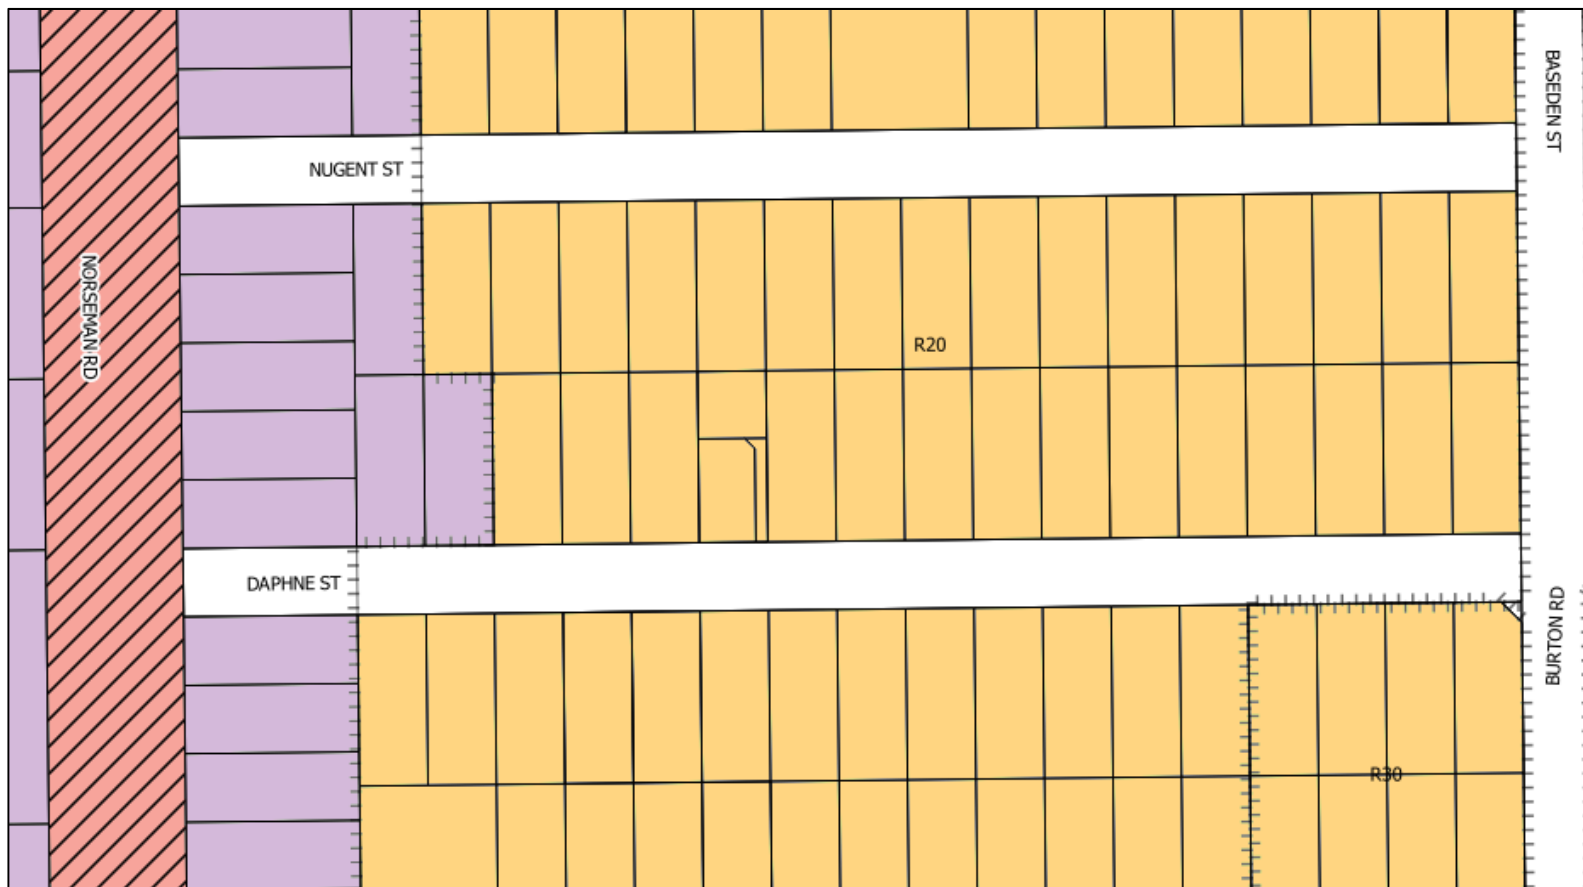 BASEDEN ST
NUGENT ST
NORSEMAN RD
R20
DAPHNE ST
BURTON RD
R30